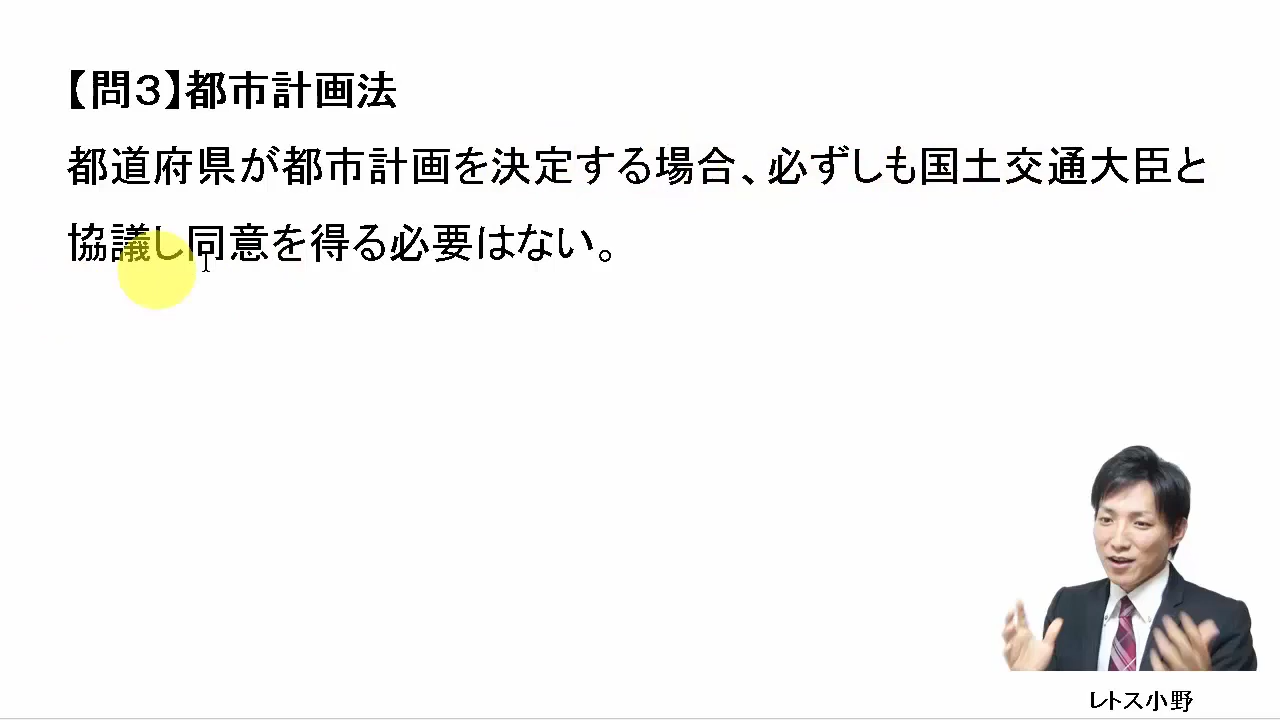 【問３】都市計画法
都道府県が都市計画を決定する場合、必ずしも国土交通大臣と
協議し同意を得る必要はない。
レトス小野